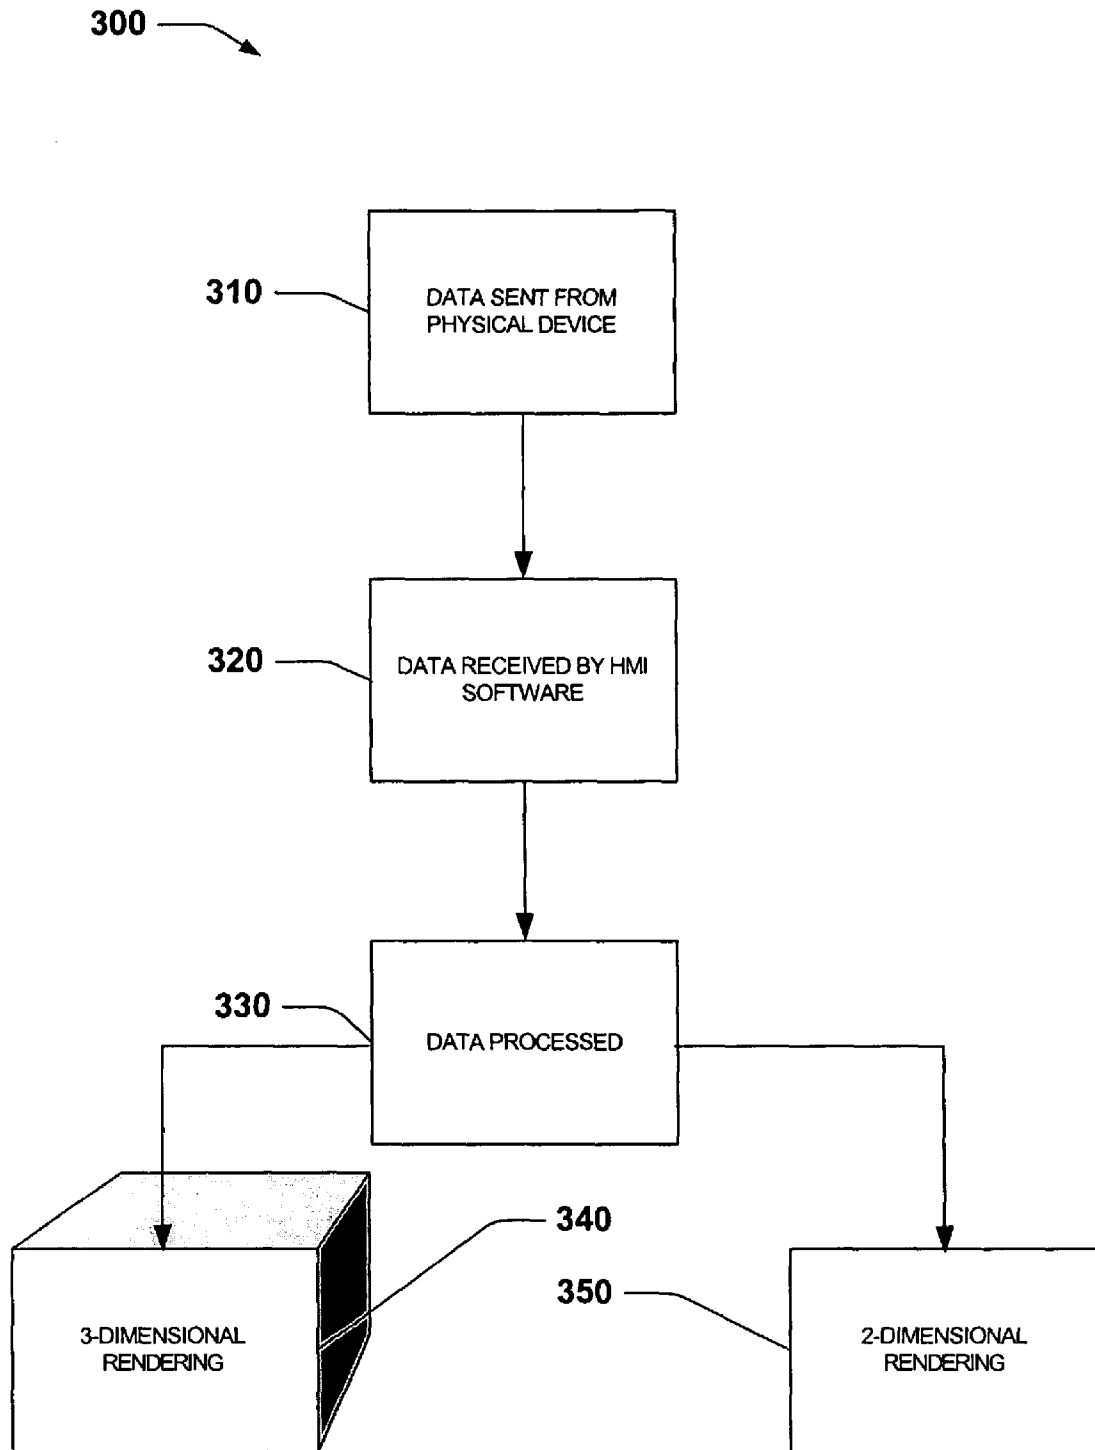 300
310
DATA SENT FROM
PHYSICAL DEVICE
320
DATA RECEIVED BY HMI
SOFTWARE
330
DATA PROCESSED
340
3-DIMENSIONAL
RENDERING
350
2-DIMENSIONAL
RENDERING